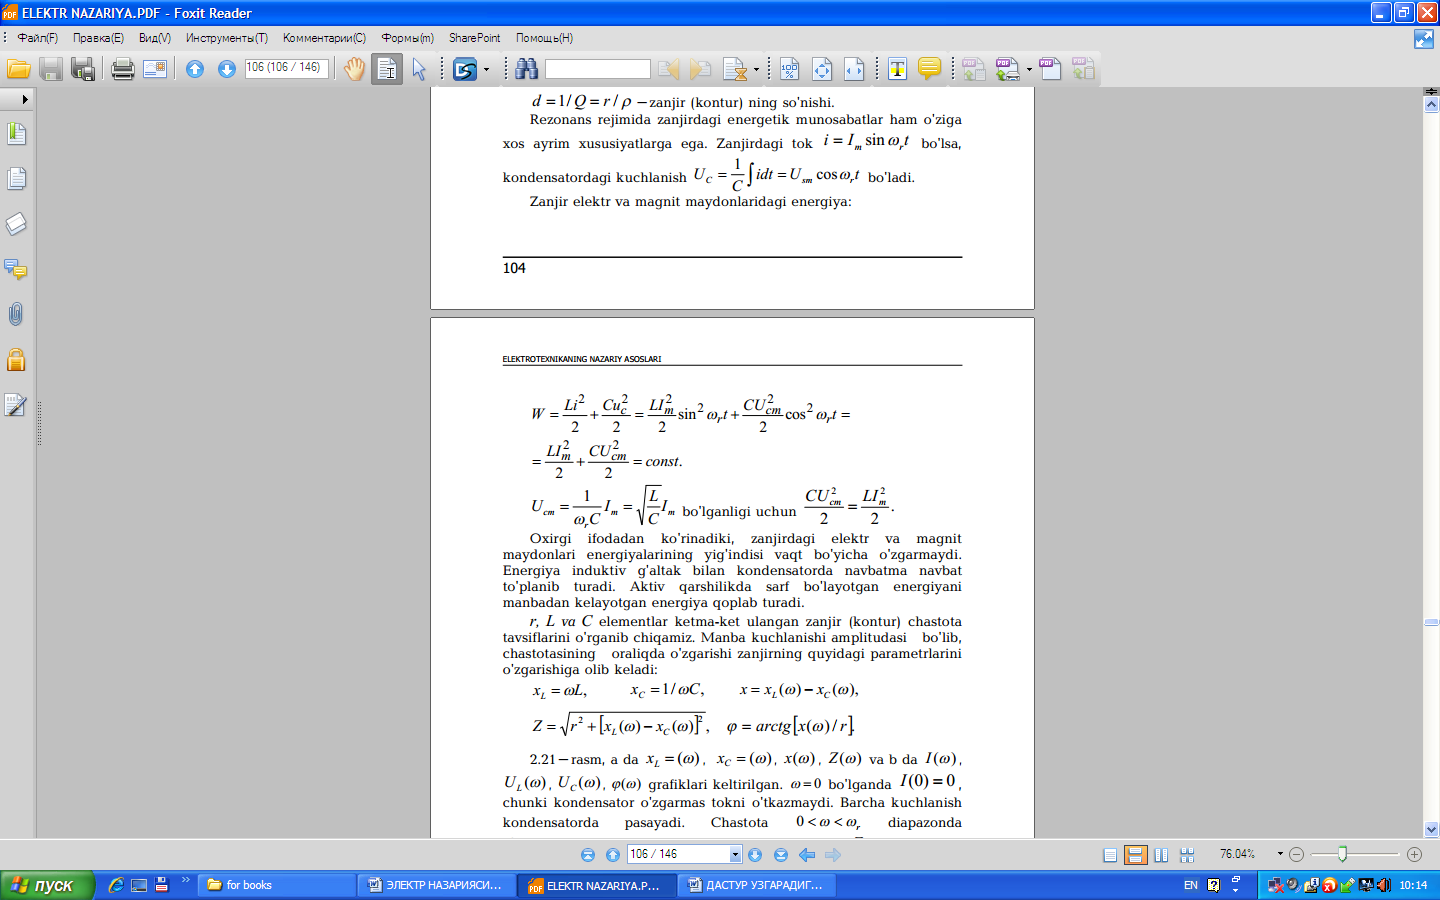 ELEKTR NAZARIYA.PDF - Foxit Reader
Файл(F) Правка(E) Вид(V) Инструменты(T) Комментарии(C) Формы(m) SharePoint Помощь(H)
106 (106 / 146)
d = 1/Q = r/ρ – zanjir (kontur) ning so'nishi.
Rezonans rejimida zanjirdagi energetik munosabatlar ham o'ziga
xos ayrim xususiyatlarga ega. Zanjirdagi tok i = I_m sin ω_r t bo'lsa,
kondensatordagi kuchlanish U_C = 1/C ∫ idt = U_sm cos ω_r t bo'ladi.
Zanjir elektr va magnit maydonlaridagi energiya:
104
ELEKTROTEXNIKANING NAZARIY ASOSLARI
W = Li²/2 + Cu_c²/2 = LI_m²/2 sin² ω_r t + CU_cm²/2 cos² ω_r t =
= LI_m²/2 + CU_cm²/2 = const.
U_cm = 1/(ω_r C) I_m = √(L/C) I_m bo'lganligi uchun CU_cm²/2 = LI_m²/2.
Oxirgi ifodadan ko'rinadiki, zanjirdagi elektr va magnit
maydonlari energiyalarining yig'indisi vaqt bo'yicha o'zgarmaydi.
Energiya induktiv g'altak bilan kondensatorda navbatma navbat
to'planib turadi. Aktiv qarshilikda sarf bo'layotgan energiyani
manbadan kelayotgan energiya qoplab turadi.
r, L va C elementlar ketma-ket ulangan zanjir (kontur) chastota
tavsiflarini o'rganib chiqamiz. Manba kuchlanishi amplitudasi bo'lib,
chastotasining oraliqda o'zgarishi zanjirning quyidagi parametrlarini
o'zgarishiga olib keladi:
x_L = ωL, x_C = 1/ωC, x = x_L(ω) − x_C(ω),
Z = √(r² + [x_L(ω) − x_C(ω)]²), φ = arctg[x(ω)/r].
2.21 – rasm, a da x_L = (ω), x_C = (ω), x(ω), Z(ω) va b da I(ω),
U_L(ω), U_C(ω), φ(ω) grafiklari keltirilgan. ω = 0 bo'lganda I(0) = 0,
chunki kondensator o'zgarmas tokni o'tkazmaydi. Barcha kuchlanish
kondensatorda pasayadi. Chastota 0 < ω < ω_r diapazonda
106 / 146
76.04%
пуск
for books
ЭЛЕКТР НАЗАРИЯСИ...
ELEKTR NAZARIYA.P...
ДАСТУР УЗГАРАДИГ...
EN
10:14